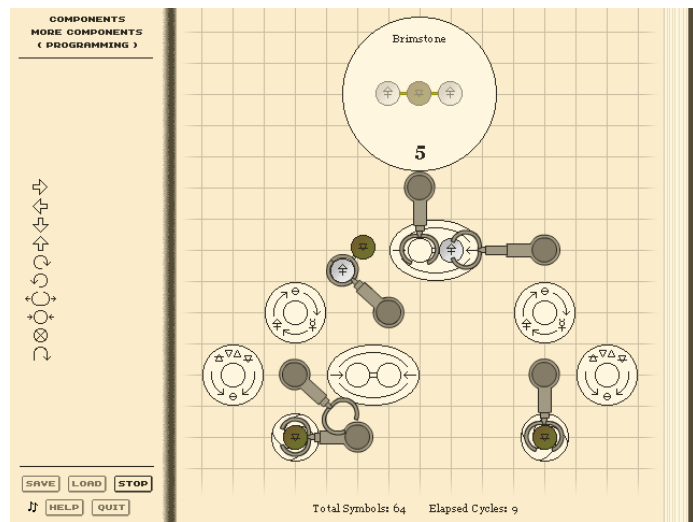 COMPONENTS
MORE COMPONENTS
( PROGRAMMING )
Brimstone
5
SAVE LOAD STOP
HELP QUIT
Total Symbols: 64 Elapsed Cycles: 9